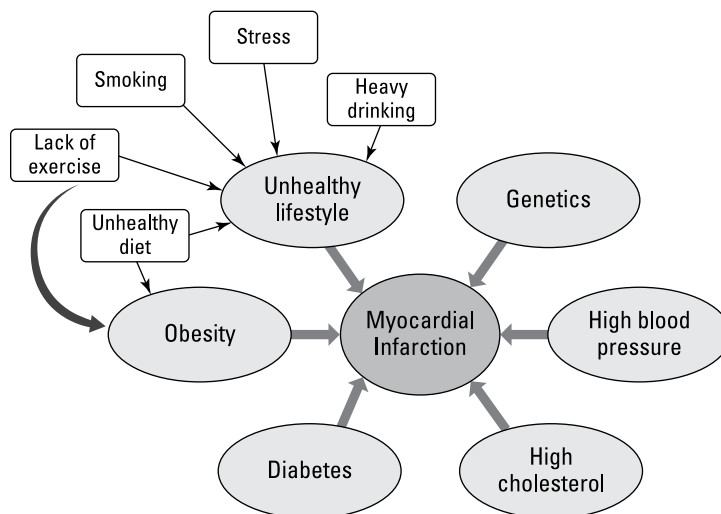 Stress
Smoking
Heavy
drinking
Lack of
exercise
Unhealthy
lifestyle
Genetics
Unhealthy
diet
Obesity
Myocardial
Infarction
High blood
pressure
Diabetes
High
cholesterol